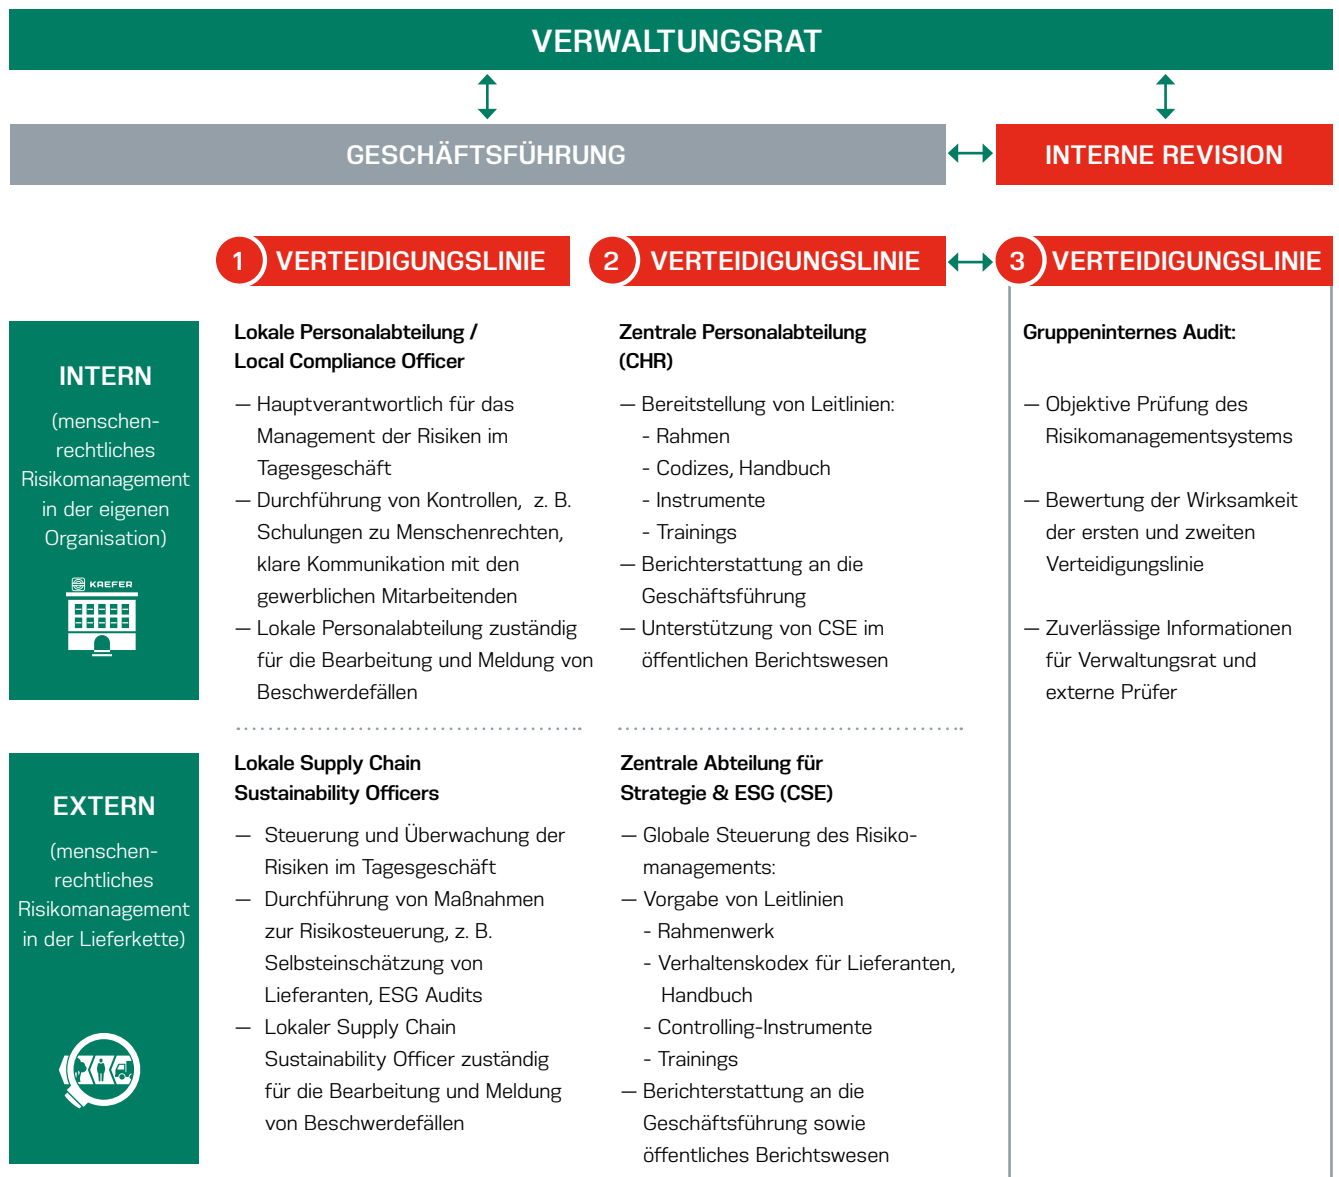 VERWALTUNGSRAT
GESCHÄFTSFÜHRUNG
INTERNE REVISION
1 VERTEIDIGUNGSLINIE
2 VERTEIDIGUNGSLINIE
3 VERTEIDIGUNGSLINIE
INTERN
(menschen-
rechtliches
Risikomanagement
in der eigenen
Organisation)
KAEFER
Lokale Personalabteilung /
Local Compliance Officer
— Hauptverantwortlich für das
Management der Risiken im
Tagesgeschäft
— Durchführung von Kontrollen, z. B.
Schulungen zu Menschenrechten,
klare Kommunikation mit den
gewerblichen Mitarbeitenden
— Lokale Personalabteilung zuständig
für die Bearbeitung und Meldung von
Beschwerdefällen
Zentrale Personalabteilung
(CHR)
— Bereitstellung von Leitlinien:
- Rahmen
- Codizes, Handbuch
- Instrumente
- Trainings
— Berichterstattung an die
Geschäftsführung
— Unterstützung von CSE im
öffentlichen Berichtswesen
Gruppeninternes Audit:
— Objektive Prüfung des
Risikomanagementsystems
— Bewertung der Wirksamkeit
der ersten und zweiten
Verteidigungslinie
— Zuverlässige Informationen
für Verwaltungsrat und
externe Prüfer
EXTERN
(menschen-
rechtliches
Risikomanagement
in der Lieferkette)
Lokale Supply Chain
Sustainability Officers
— Steuerung und Überwachung der
Risiken im Tagesgeschäft
— Durchführung von Maßnahmen
zur Risikosteuerung, z. B.
Selbsteinschätzung von
Lieferanten, ESG Audits
— Lokaler Supply Chain
Sustainability Officer zuständig
für die Bearbeitung und Meldung
von Beschwerdefällen
Zentrale Abteilung für
Strategie & ESG (CSE)
— Globale Steuerung des Risiko-
managements:
— Vorgabe von Leitlinien
- Rahmenwerk
- Verhaltenskodex für Lieferanten,
Handbuch
- Controlling-Instrumente
- Trainings
— Berichterstattung an die
Geschäftsführung sowie
öffentliches Berichtswesen